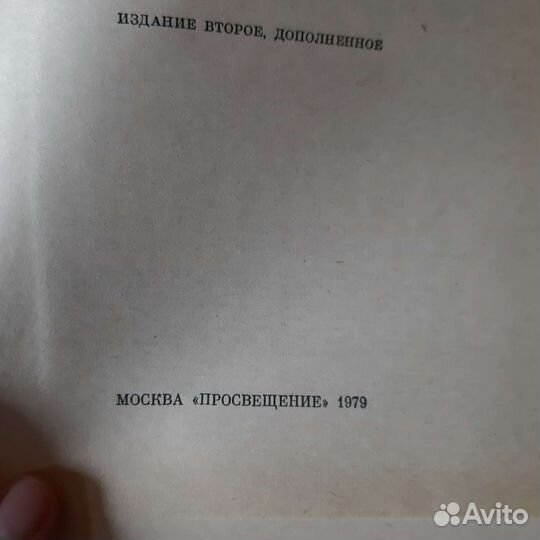 ИЗДАНИЕ ВТОРОЕ, ДОПОЛНЕННОЕ
МОСКВА «ПРОСВЕЩЕНИЕ» 1979
Avito